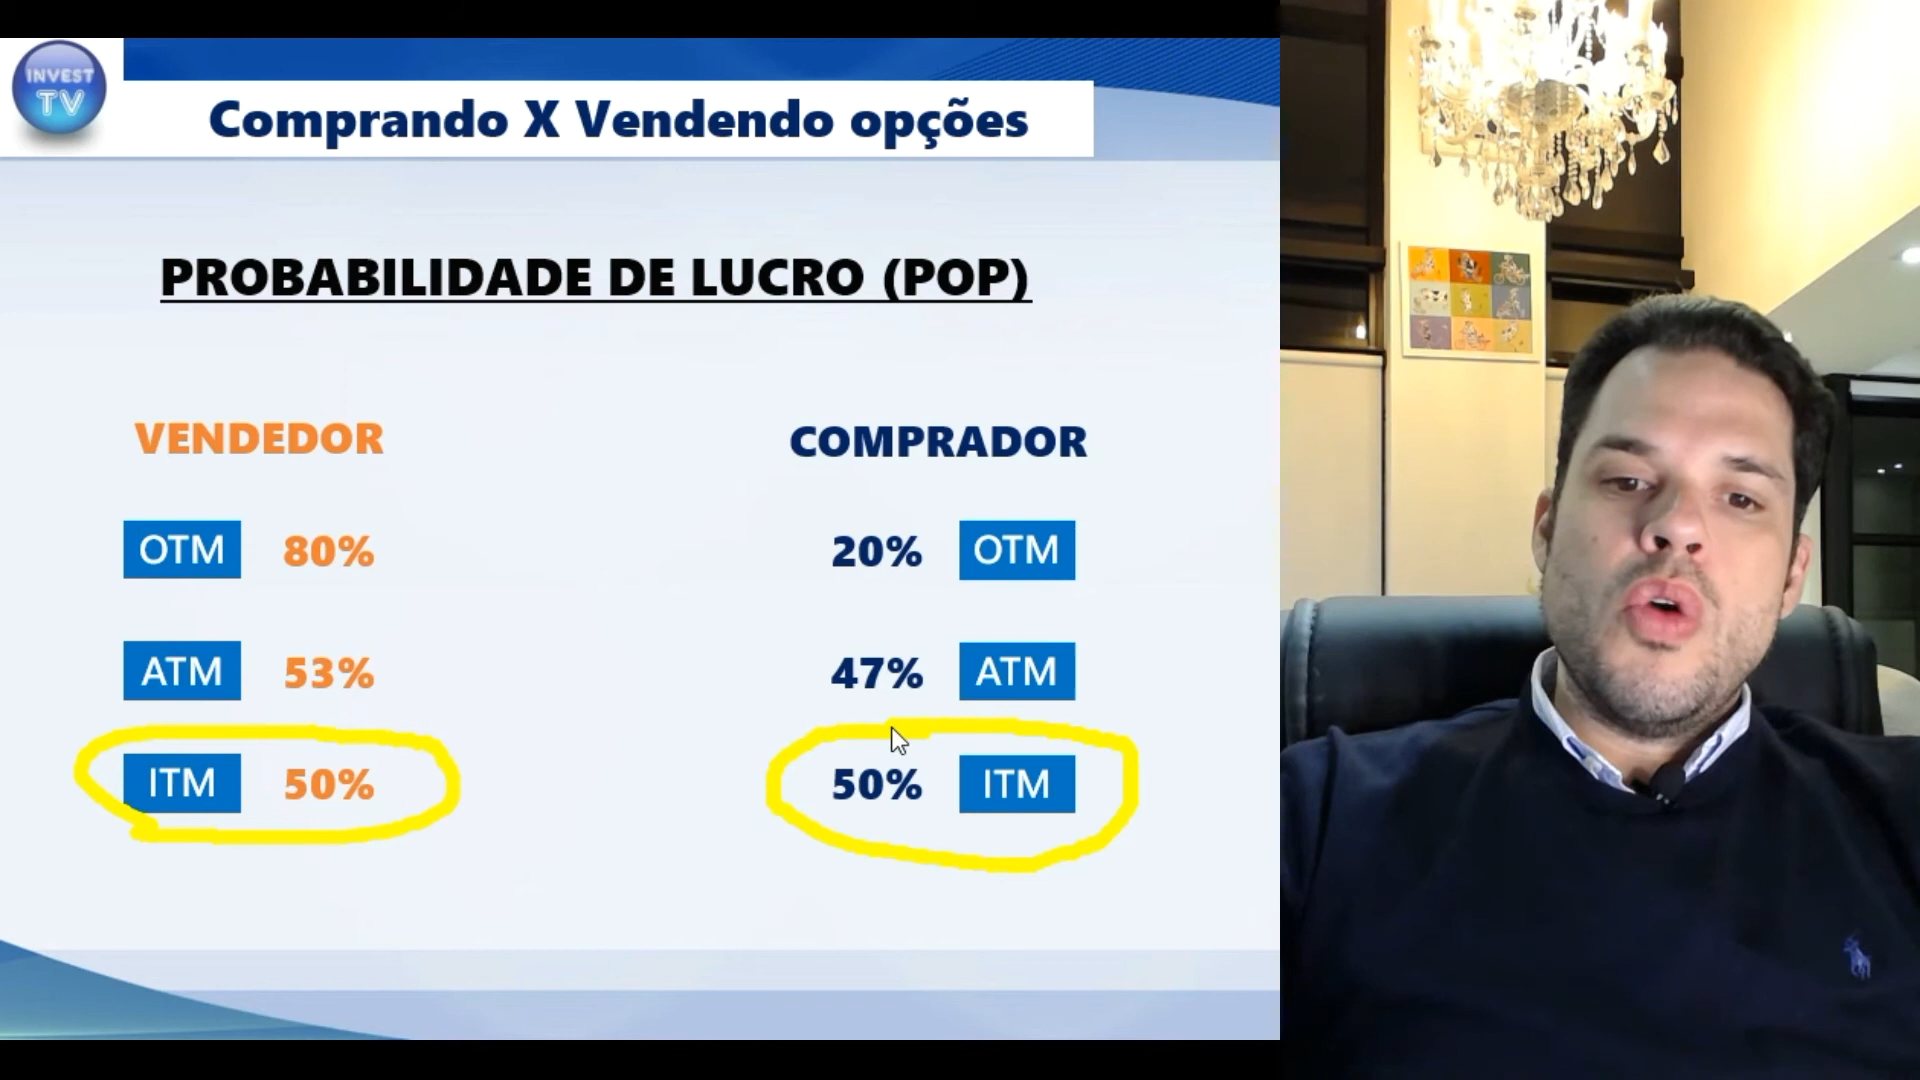 INVEST
TV
Comprando X Vendendo opções
PROBABILIDADE DE LUCRO (POP)
VENDEDOR
COMPRADOR
OTM 80%
20% OTM
ATM 53%
47% ATM
ITM 50%
50% ITM